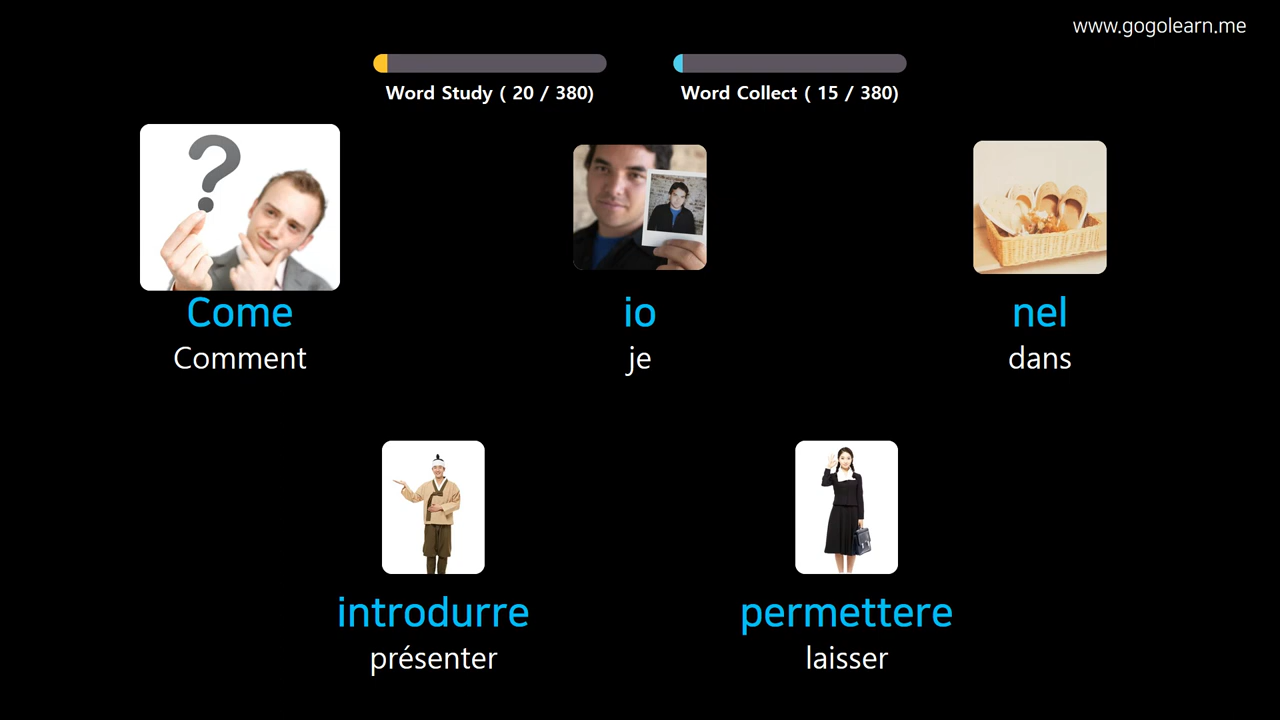 www.gogolearn.me
Word Study ( 20 / 380)
Word Collect ( 15 / 380)
Come
Comment
io
je
nel
dans
introdurre
présenter
permettere
laisser